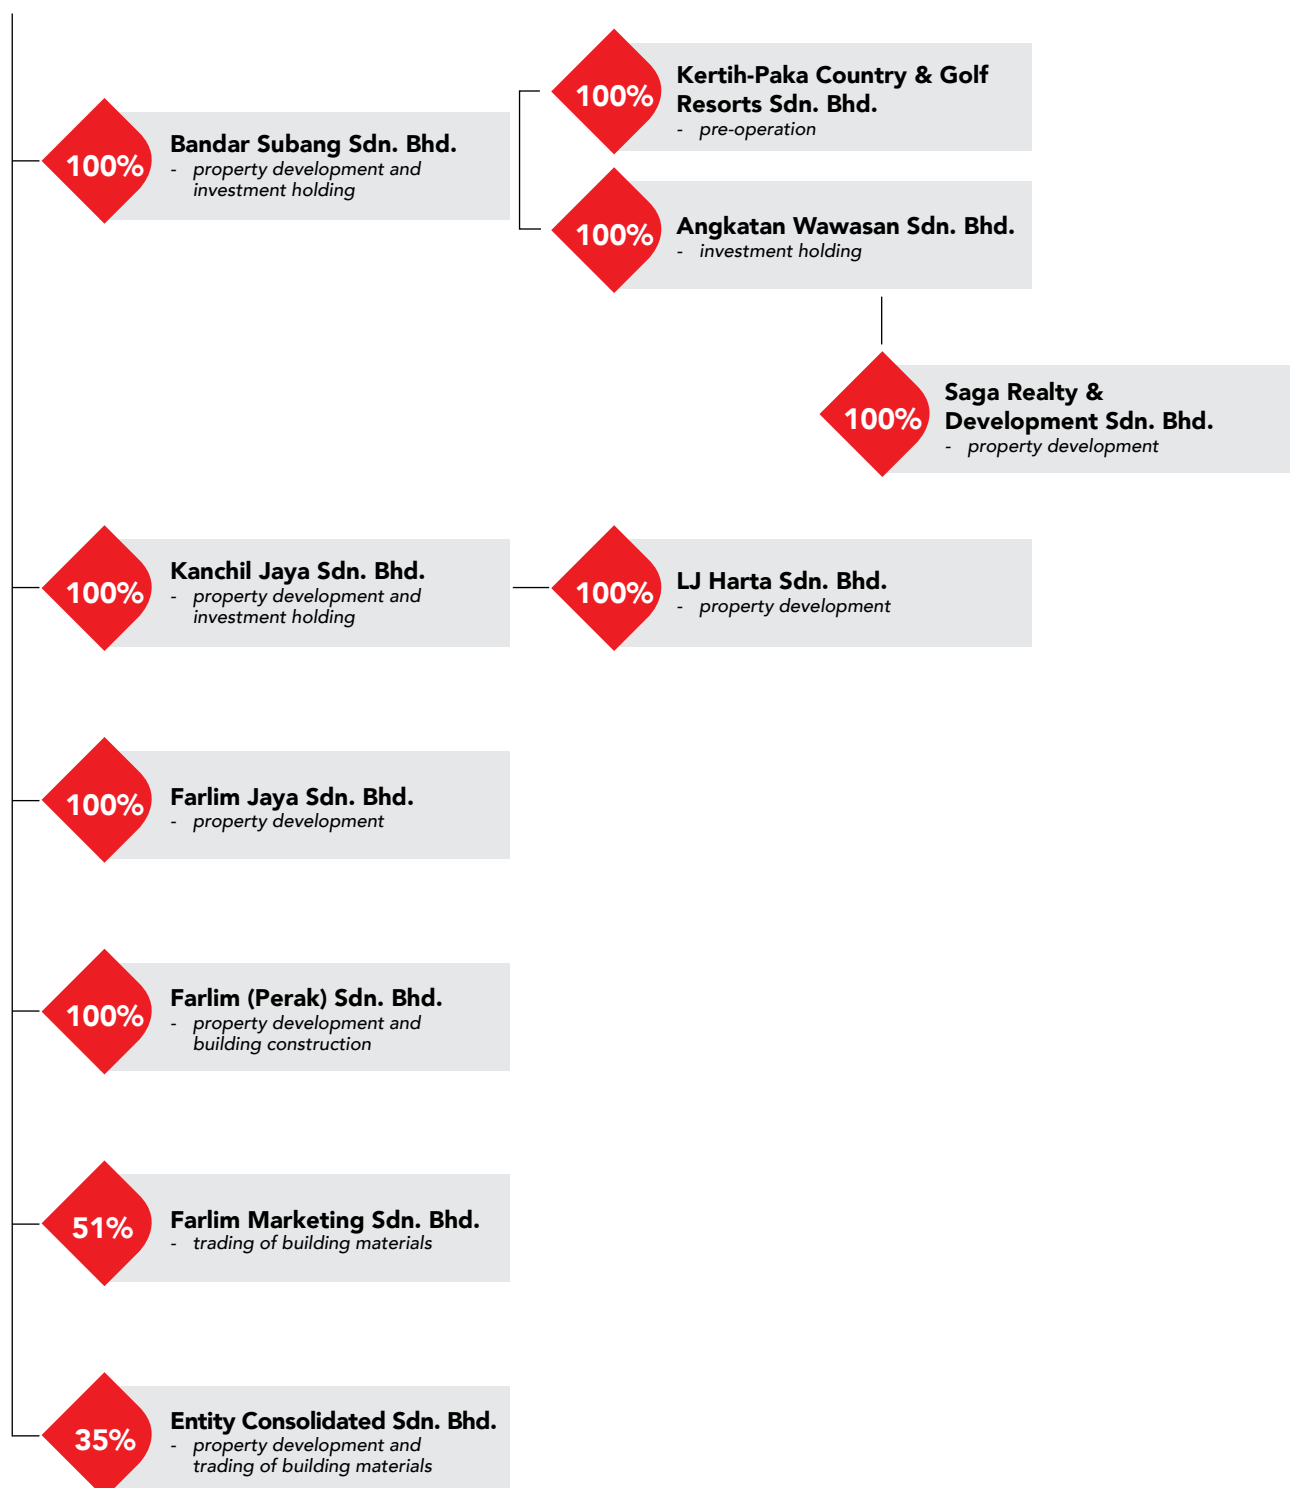 100%
Bandar Subang Sdn. Bhd.
- property development and
investment holding
100%
Kertih-Paka Country & Golf
Resorts Sdn. Bhd.
- pre-operation
100%
Angkatan Wawasan Sdn. Bhd.
- investment holding
100%
Saga Realty &
Development Sdn. Bhd.
- property development
100%
Kanchil Jaya Sdn. Bhd.
- property development and
investment holding
100%
LJ Harta Sdn. Bhd.
- property development
100%
Farlim Jaya Sdn. Bhd.
- property development
100%
Farlim (Perak) Sdn. Bhd.
- property development and
building construction
51%
Farlim Marketing Sdn. Bhd.
- trading of building materials
35%
Entity Consolidated Sdn. Bhd.
- property development and
trading of building materials